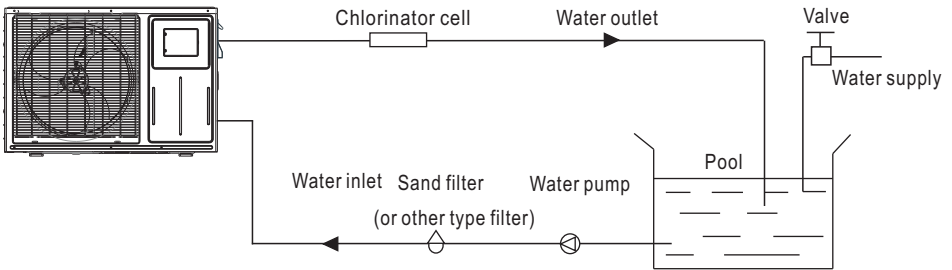 Chlorinator cell
Water outlet
Valve
Water supply
Pool
Water inlet
Sand filter
(or other type filter)
Water pump